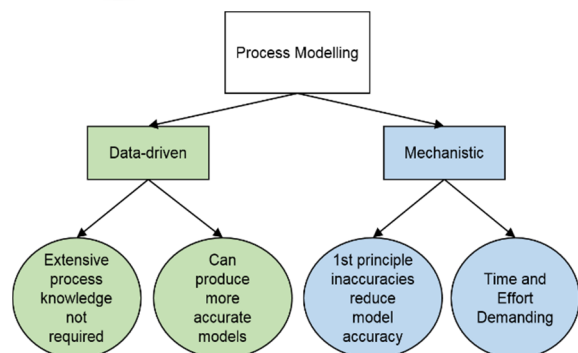 Process Modelling
Data-driven
Mechanistic
Extensive
process
knowledge
not
required
Can
produce
more
accurate
models
1st principle
inaccuracies
reduce
model
accuracy
Time and
Effort
Demanding